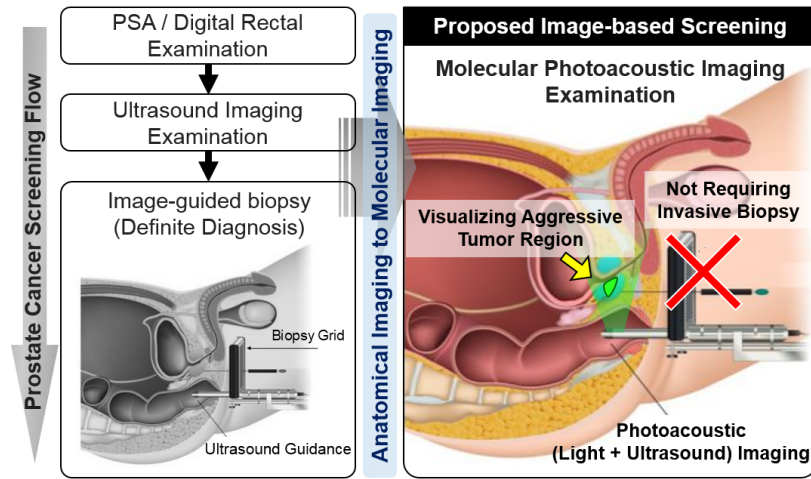 Prostate Cancer Screening Flow
PSA / Digital Rectal
Examination
Ultrasound Imaging
Examination
Image-guided biopsy
(Definite Diagnosis)
Biopsy Grid
Ultrasound Guidance
Anatomical Imaging to Molecular Imaging
Proposed Image-based Screening
Molecular Photoacoustic Imaging
Examination
Not Requiring
Invasive Biopsy
Visualizing Aggressive
Tumor Region
Photoacoustic
(Light + Ultrasound) Imaging